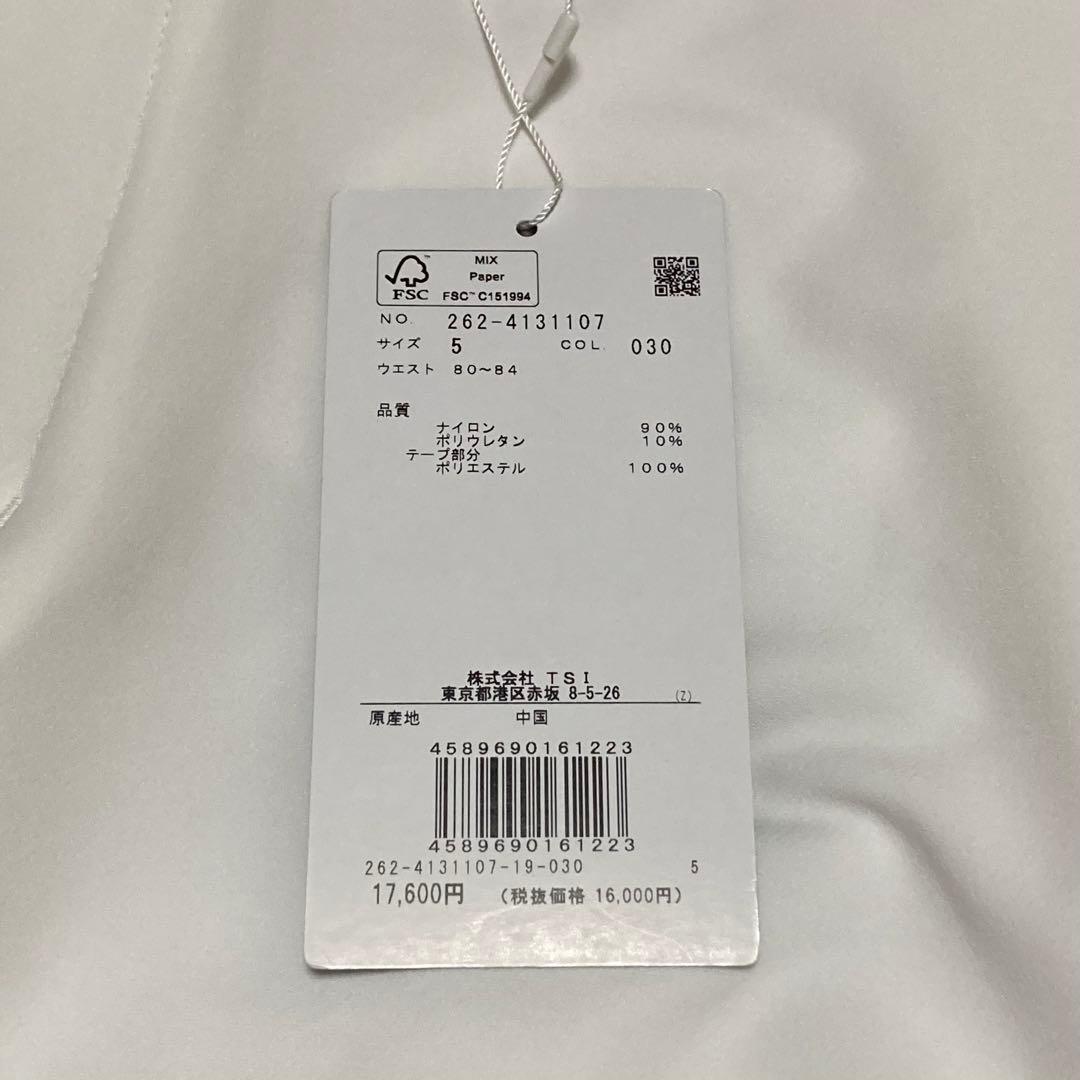 MIX
Paper
FSC™ FSC™ C151994
NO. 262-4131107
サイズ 5 COL. 030
ウエスト 80〜84
品質
ナイロン 90%
ポリウレタン 10%
テープ部分
ポリエステル 100%
株式会社 TSI
東京都港区赤坂 8-5-26 (Z)
原産地 中国
4589690161223
4589690161223
262-4131107-19-030 5
17,600円 (税抜価格 16,000円)